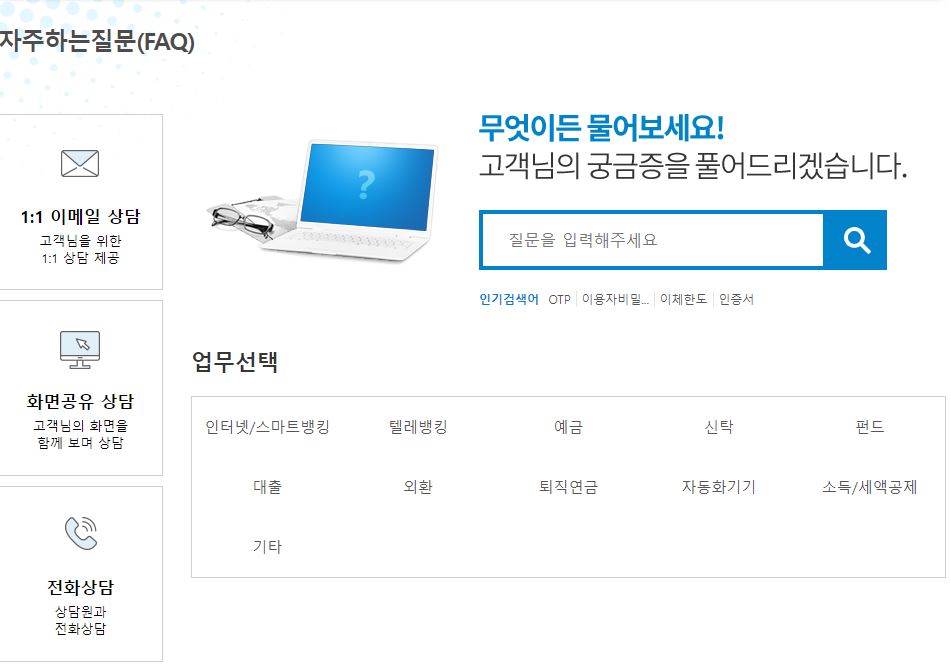 자주하는질문(FAQ)
1:1 이메일 상담
고객님을 위한
1:1 상담 제공
화면공유 상담
고객님의 화면을
함께 보며 상담
전화상담
상담원과
전화상담
?
무엇이든 물어보세요!
고객님의 궁금증을 풀어드리겠습니다.
질문을 입력해주세요
인기검색어 OTP 이용자비밀... 이체한도 인증서
업무선택
인터넷/스마트뱅킹 텔레뱅킹 예금 신탁 펀드
대출 외환 퇴직연금 자동화기기 소득/세액공제
기타